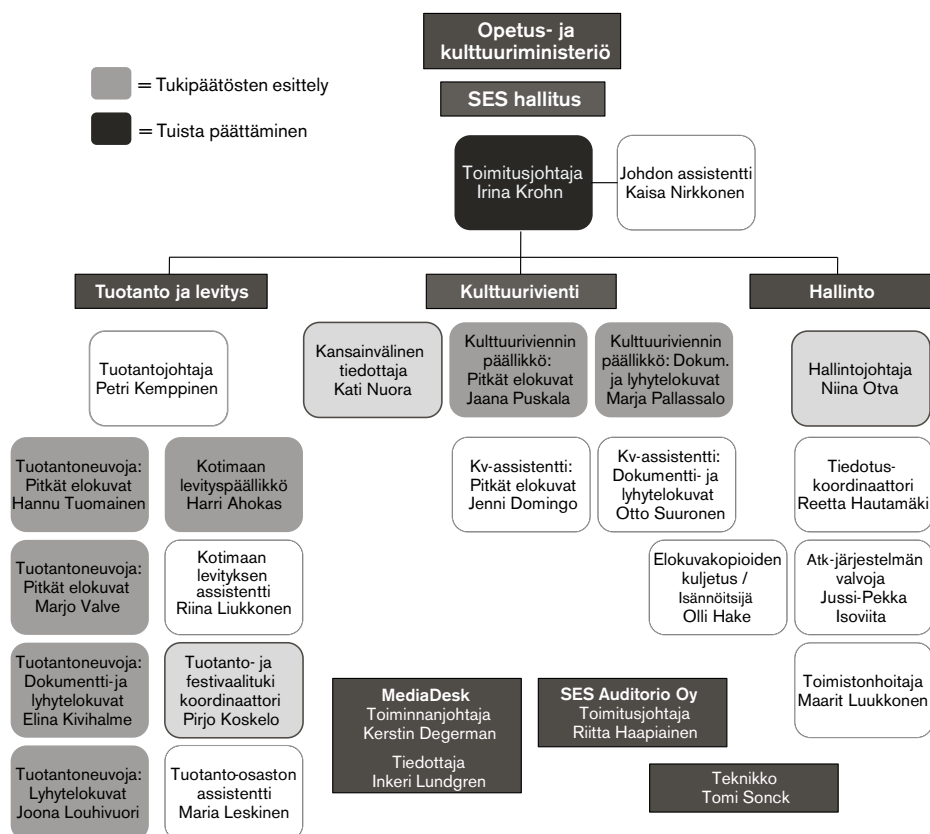 Opetus- ja
kulttuuriministeriö
= Tukipäätösten esittely
SES hallitus
= Tuista päättäminen
Toimitusjohtaja
Irina Krohn
Johdon assistentti
Kaisa Nirkkonen
Tuotanto ja levitys
Kulttuurivienti
Hallinto
Tuotantojohtaja
Petri Kemppinen
Kansainvälinen
tiedottaja
Kati Nuora
Kulttuuriviennin
päällikkö:
Pitkät elokuvat
Jaana Puskala
Kulttuuriviennin
päällikkö: Dokum.
ja lyhytelokuvat
Marja Pallassalo
Hallintojohtaja
Niina Otva
Tuotantoneuvoja:
Pitkät elokuvat
Hannu Tuomainen
Kotimaan
levityspäällikkö
Harri Ahokas
Kv-assistentti:
Pitkät elokuvat
Jenni Domingo
Kv-assistentti:
Dokumentti- ja
lyhytelokuvat
Otto Suuronen
Tiedotus-
koordinaattori
Reetta Hautamäki
Tuotantoneuvoja:
Pitkät elokuvat
Marjo Valve
Kotimaan
levityksen
assistentti
Riina Liukkonen
Elokuvakopioiden
kuljetus /
Isännöitsijä
Olli Hake
Atk-järjestelmän
valvoja
Jussi-Pekka
Isoviita
Tuotantoneuvoja:
Dokumentti- ja
lyhytelokuvat
Elina Kivihalme
Tuotanto- ja
festivaalituki
koordinaattori
Pirjo Koskelo
MediaDesk
Toiminnanjohtaja
Kerstin Degerman
Tiedottaja
Inkeri Lundgren
SES Auditorio Oy
Toimitusjohtaja
Riitta Haapiainen
Toimistonhoitaja
Maarit Luukkonen
Tuotantoneuvoja:
Lyhytelokuvat
Joona Louhivuori
Tuotanto-osaston
assistentti
Maria Leskinen
Teknikko
Tomi Sonck